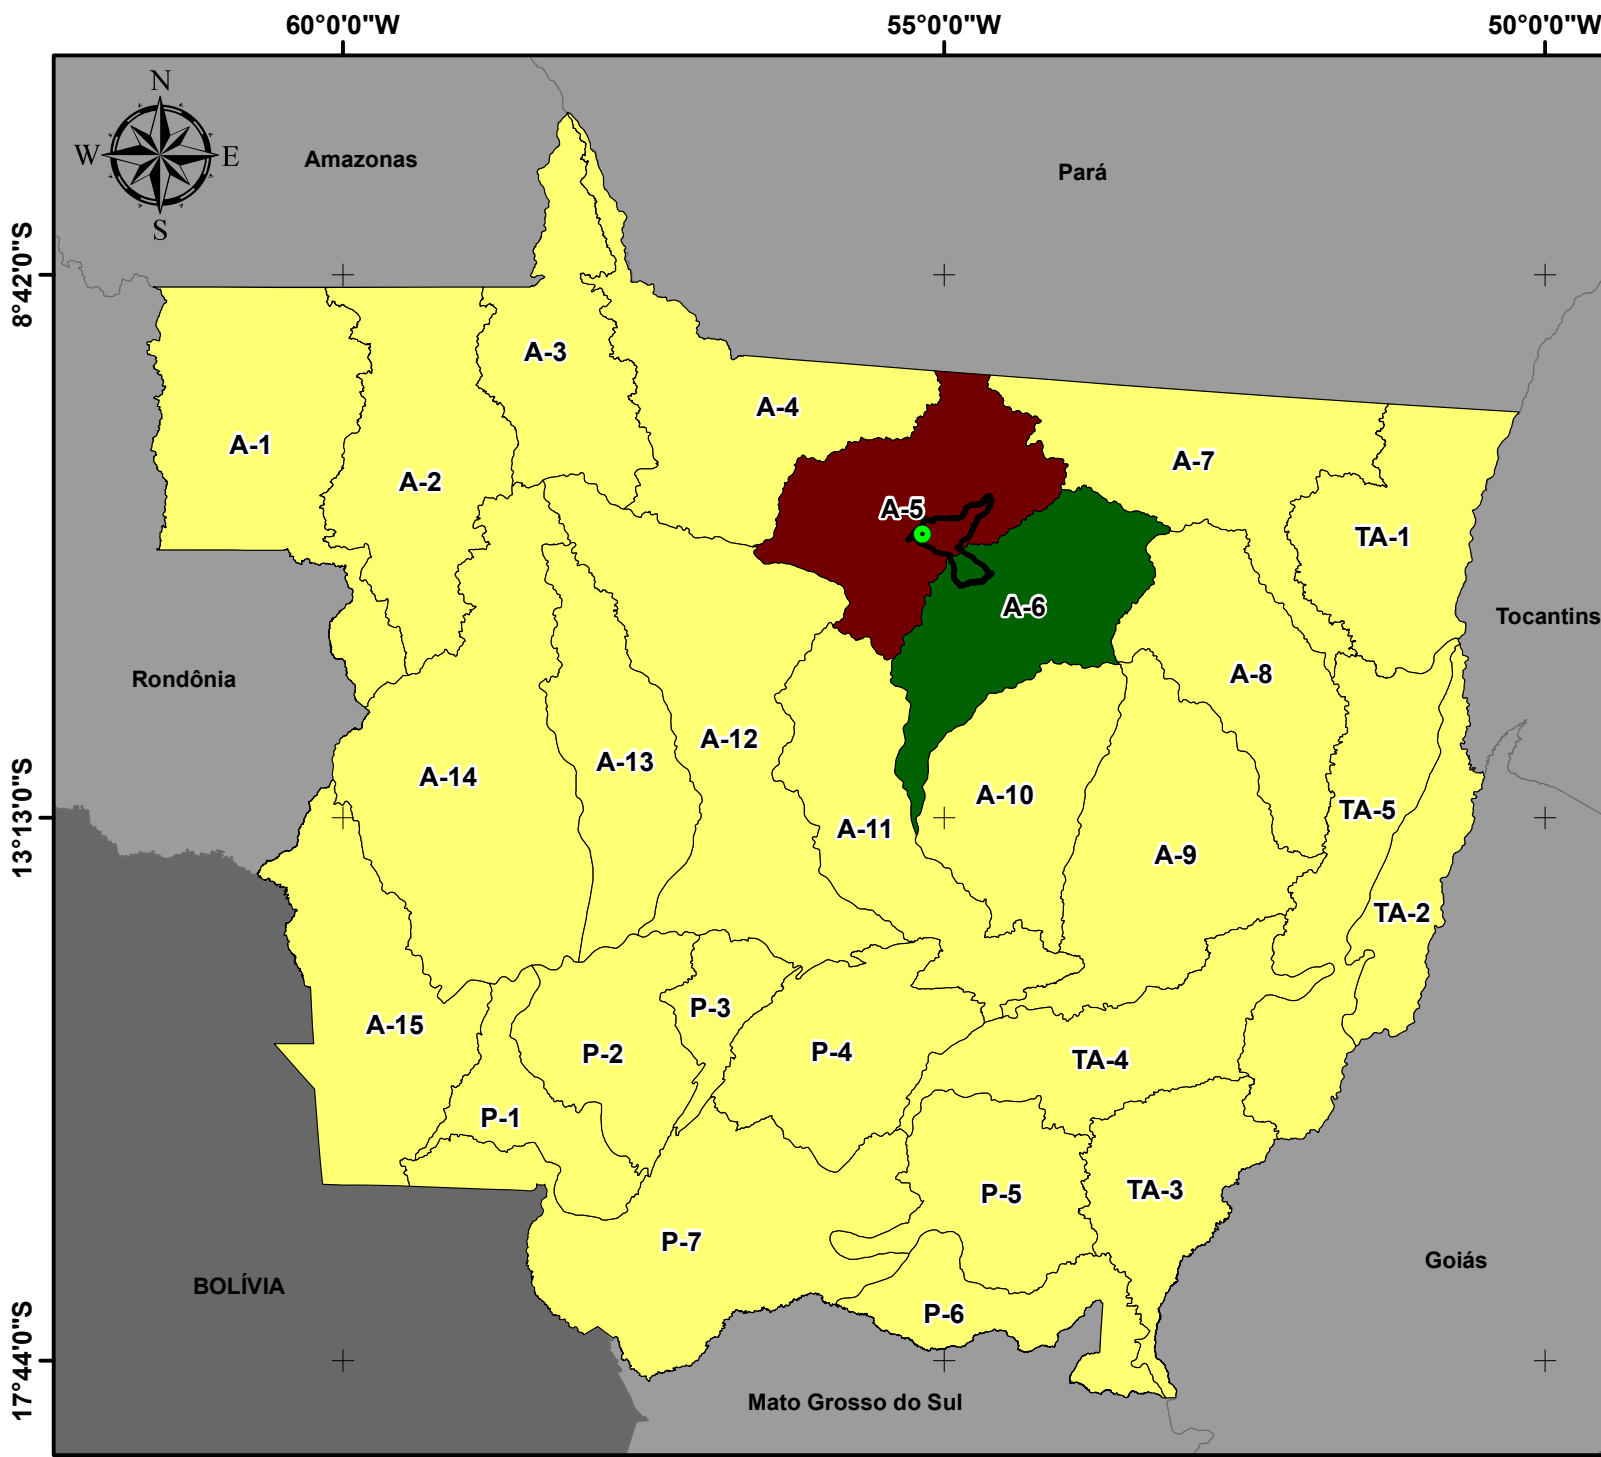 60°0'0"W
55°0'0"W
50°0'0"W
N
W
E
S
Amazonas
Pará
8°42'0"S
A-3
A-4
A-1
A-7
A-2
A-5
TA-1
A-6
Tocantins
Rondônia
A-8
A-12
A-13
A-14
A-10
TA-5
13°13'0"S
A-11
A-9
TA-2
P-3
A-15
P-2
P-4
TA-4
P-1
TA-3
P-5
P-7
Goiás
BOLÍVIA
P-6
17°44'0"S
Mato Grosso do Sul